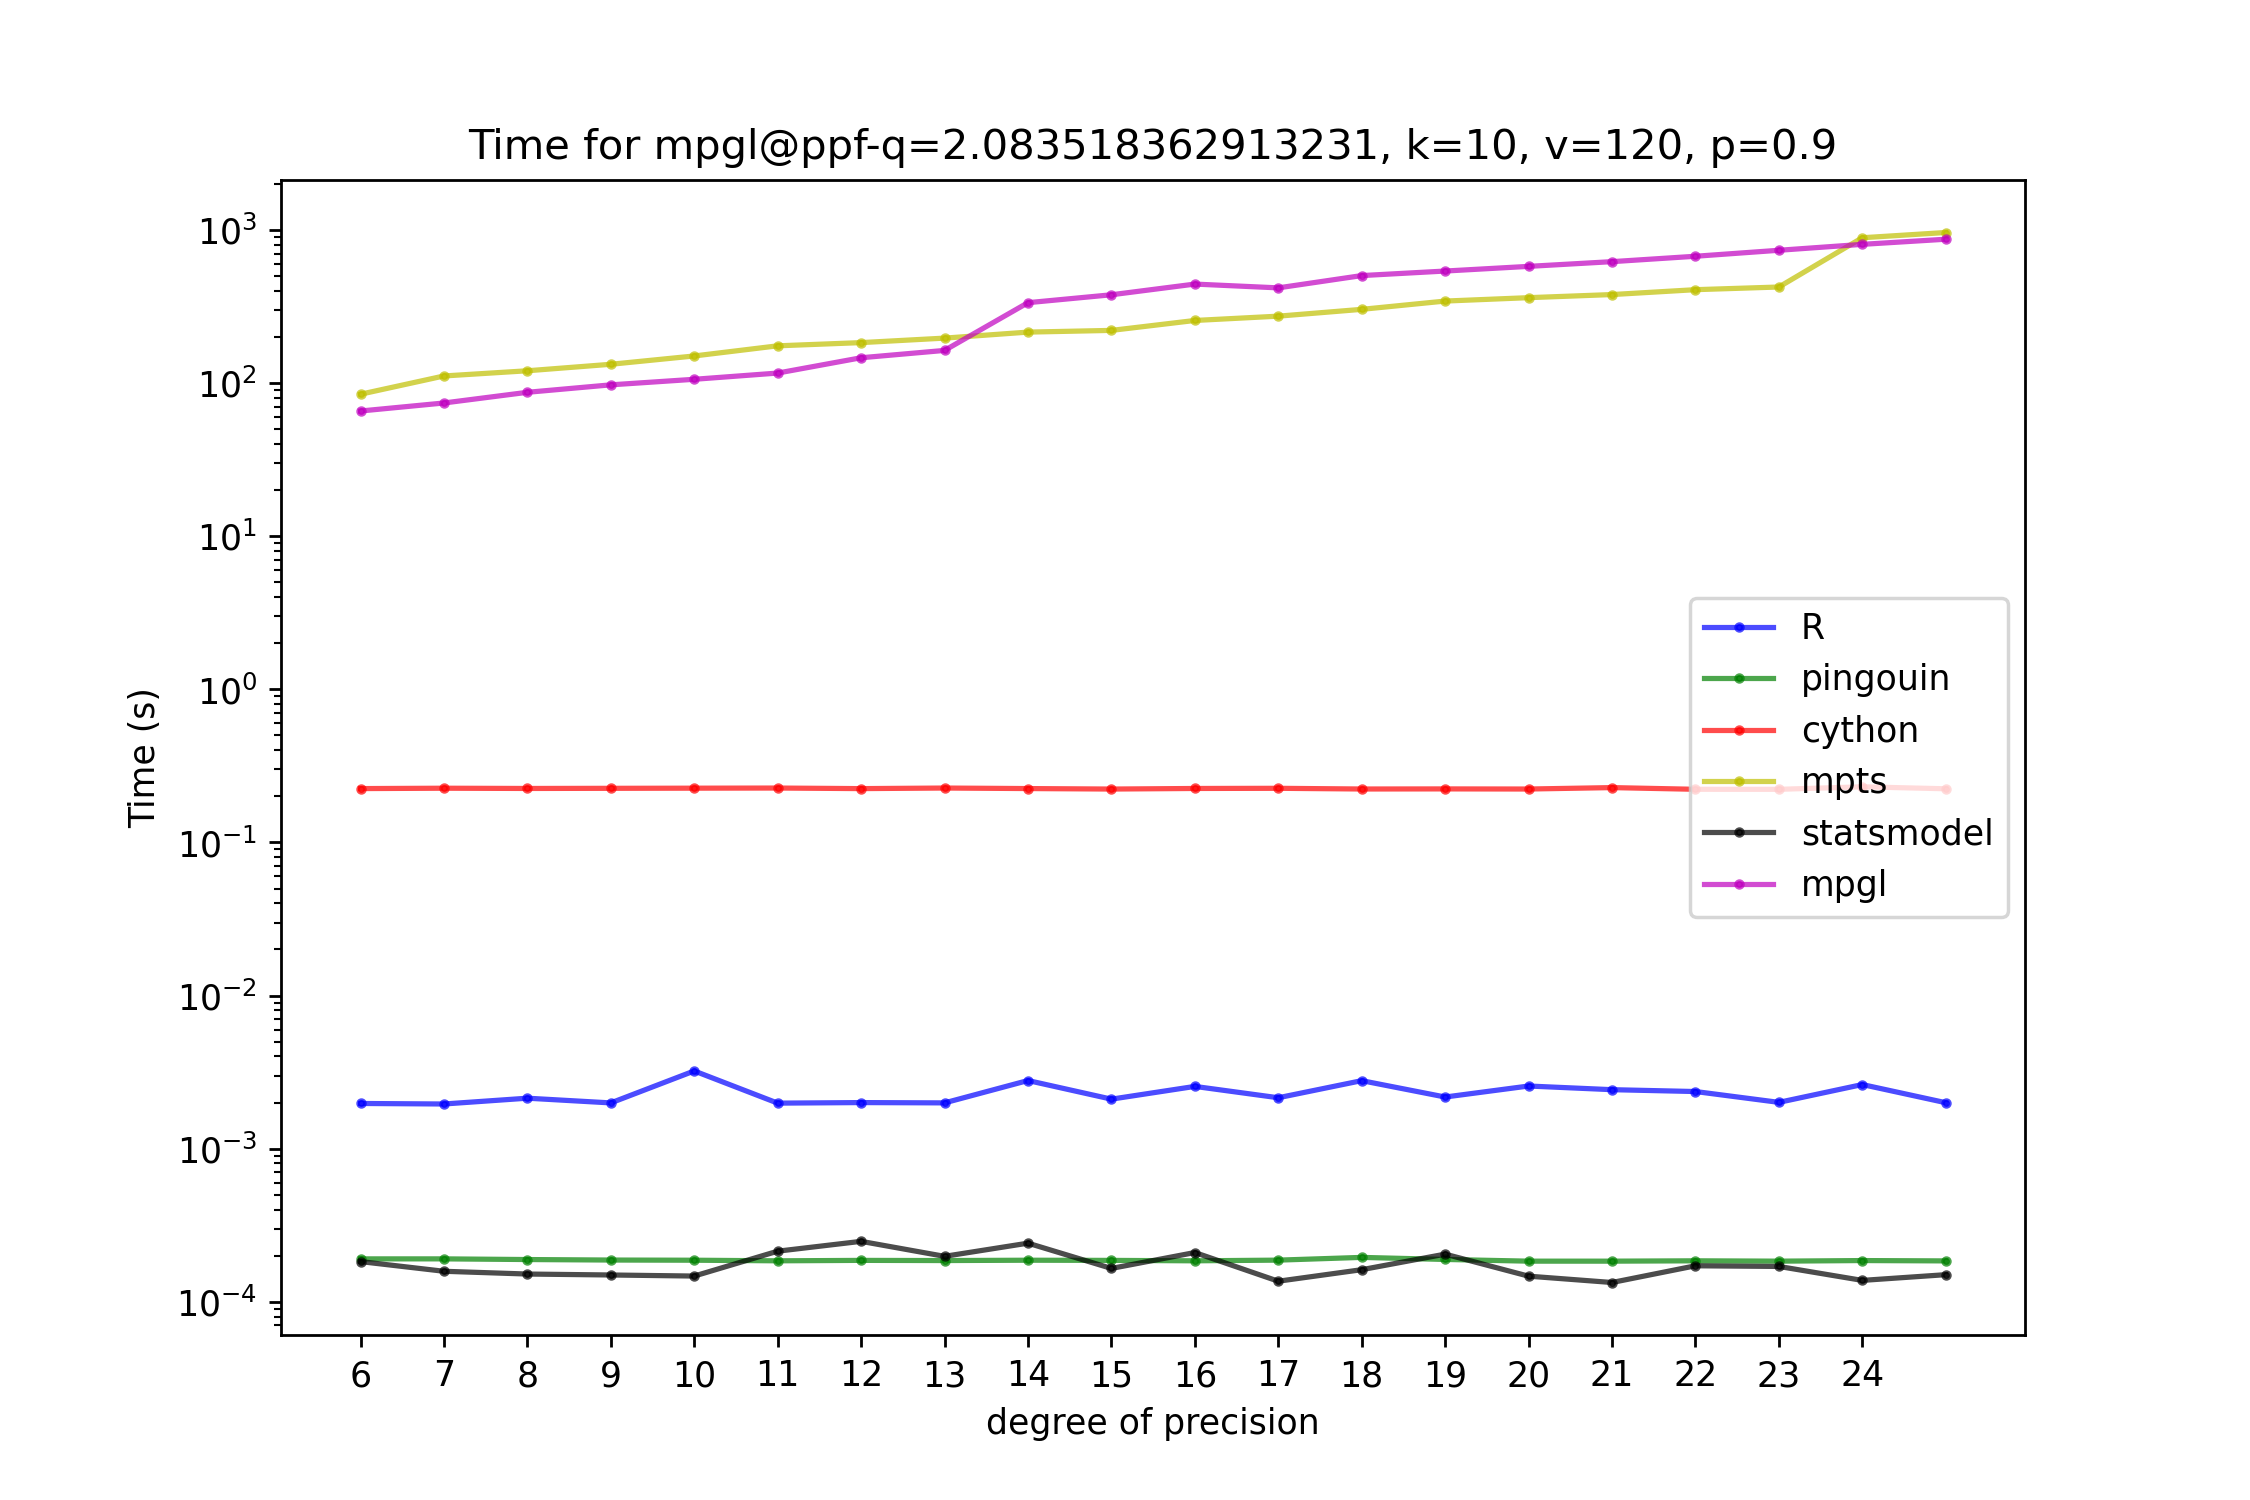 Time for mpgl@ppf-q=2.083518362913231, k=10, v=120, p=0.9
10³
10²
10¹
10⁰
10⁻¹
10⁻²
10⁻³
10⁻⁴
Time (s)
R
pingouin
cython
mpts
statsmodel
mpgl
6 7 8 9 10 11 12 13 14 15 16 17 18 19 20 21 22 23 24
degree of precision